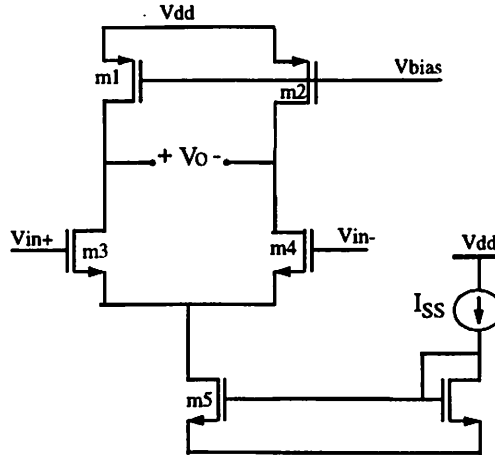 Vdd
m1
m2
Vbias
+ Vo -
Vin+
m3
m4
Vin-
Vdd
ISS
m5